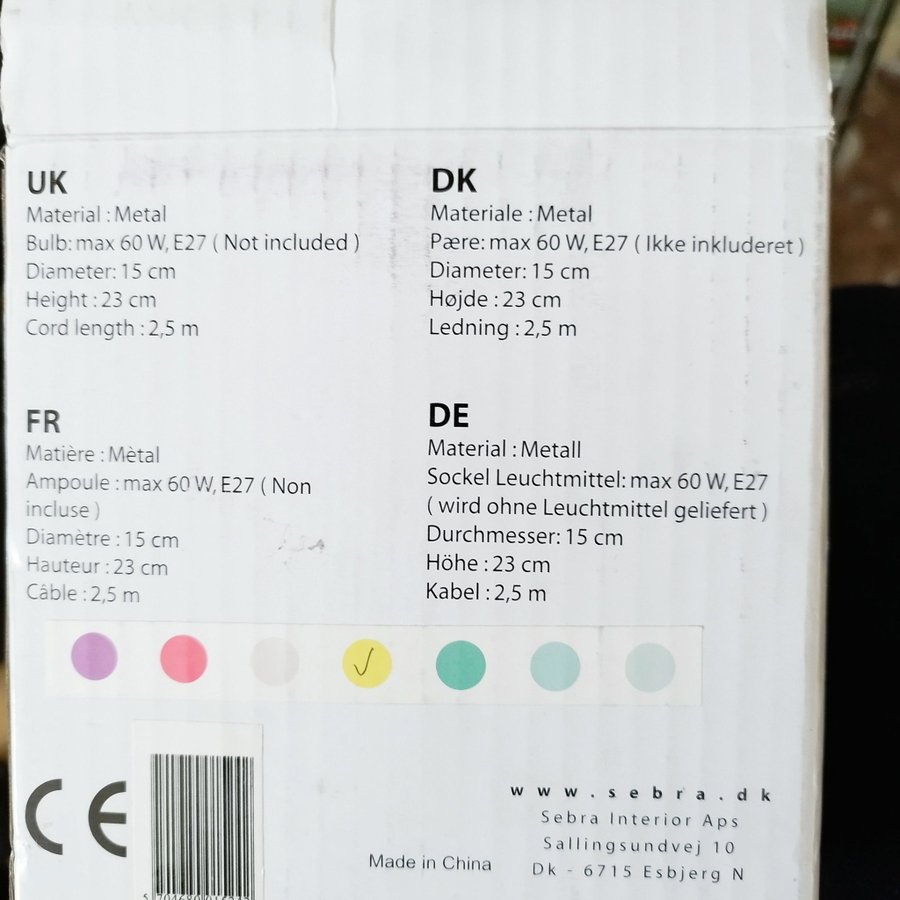 UK
Material : Metal
Bulb: max 60 W, E27 ( Not included )
Diameter: 15 cm
Height : 23 cm
Cord length : 2,5 m
DK
Materiale : Metal
Pære: max 60 W, E27 ( Ikke inkluderet )
Diameter: 15 cm
Højde : 23 cm
Ledning : 2,5 m
FR
Matière : Mètal
Ampoule : max 60 W, E27 ( Non
incluse )
Diamètre : 15 cm
Hauteur : 23 cm
Câble : 2,5 m
DE
Material : Metall
Sockel Leuchtmittel: max 60 W, E27
( wird ohne Leuchtmittel geliefert )
Durchmesser: 15 cm
Höhe : 23 cm
Kabel : 2,5 m
CE
Made in China
www.sebra.dk
Sebra Interior Aps
Sallingsundvej 10
Dk - 6715 Esbjerg N